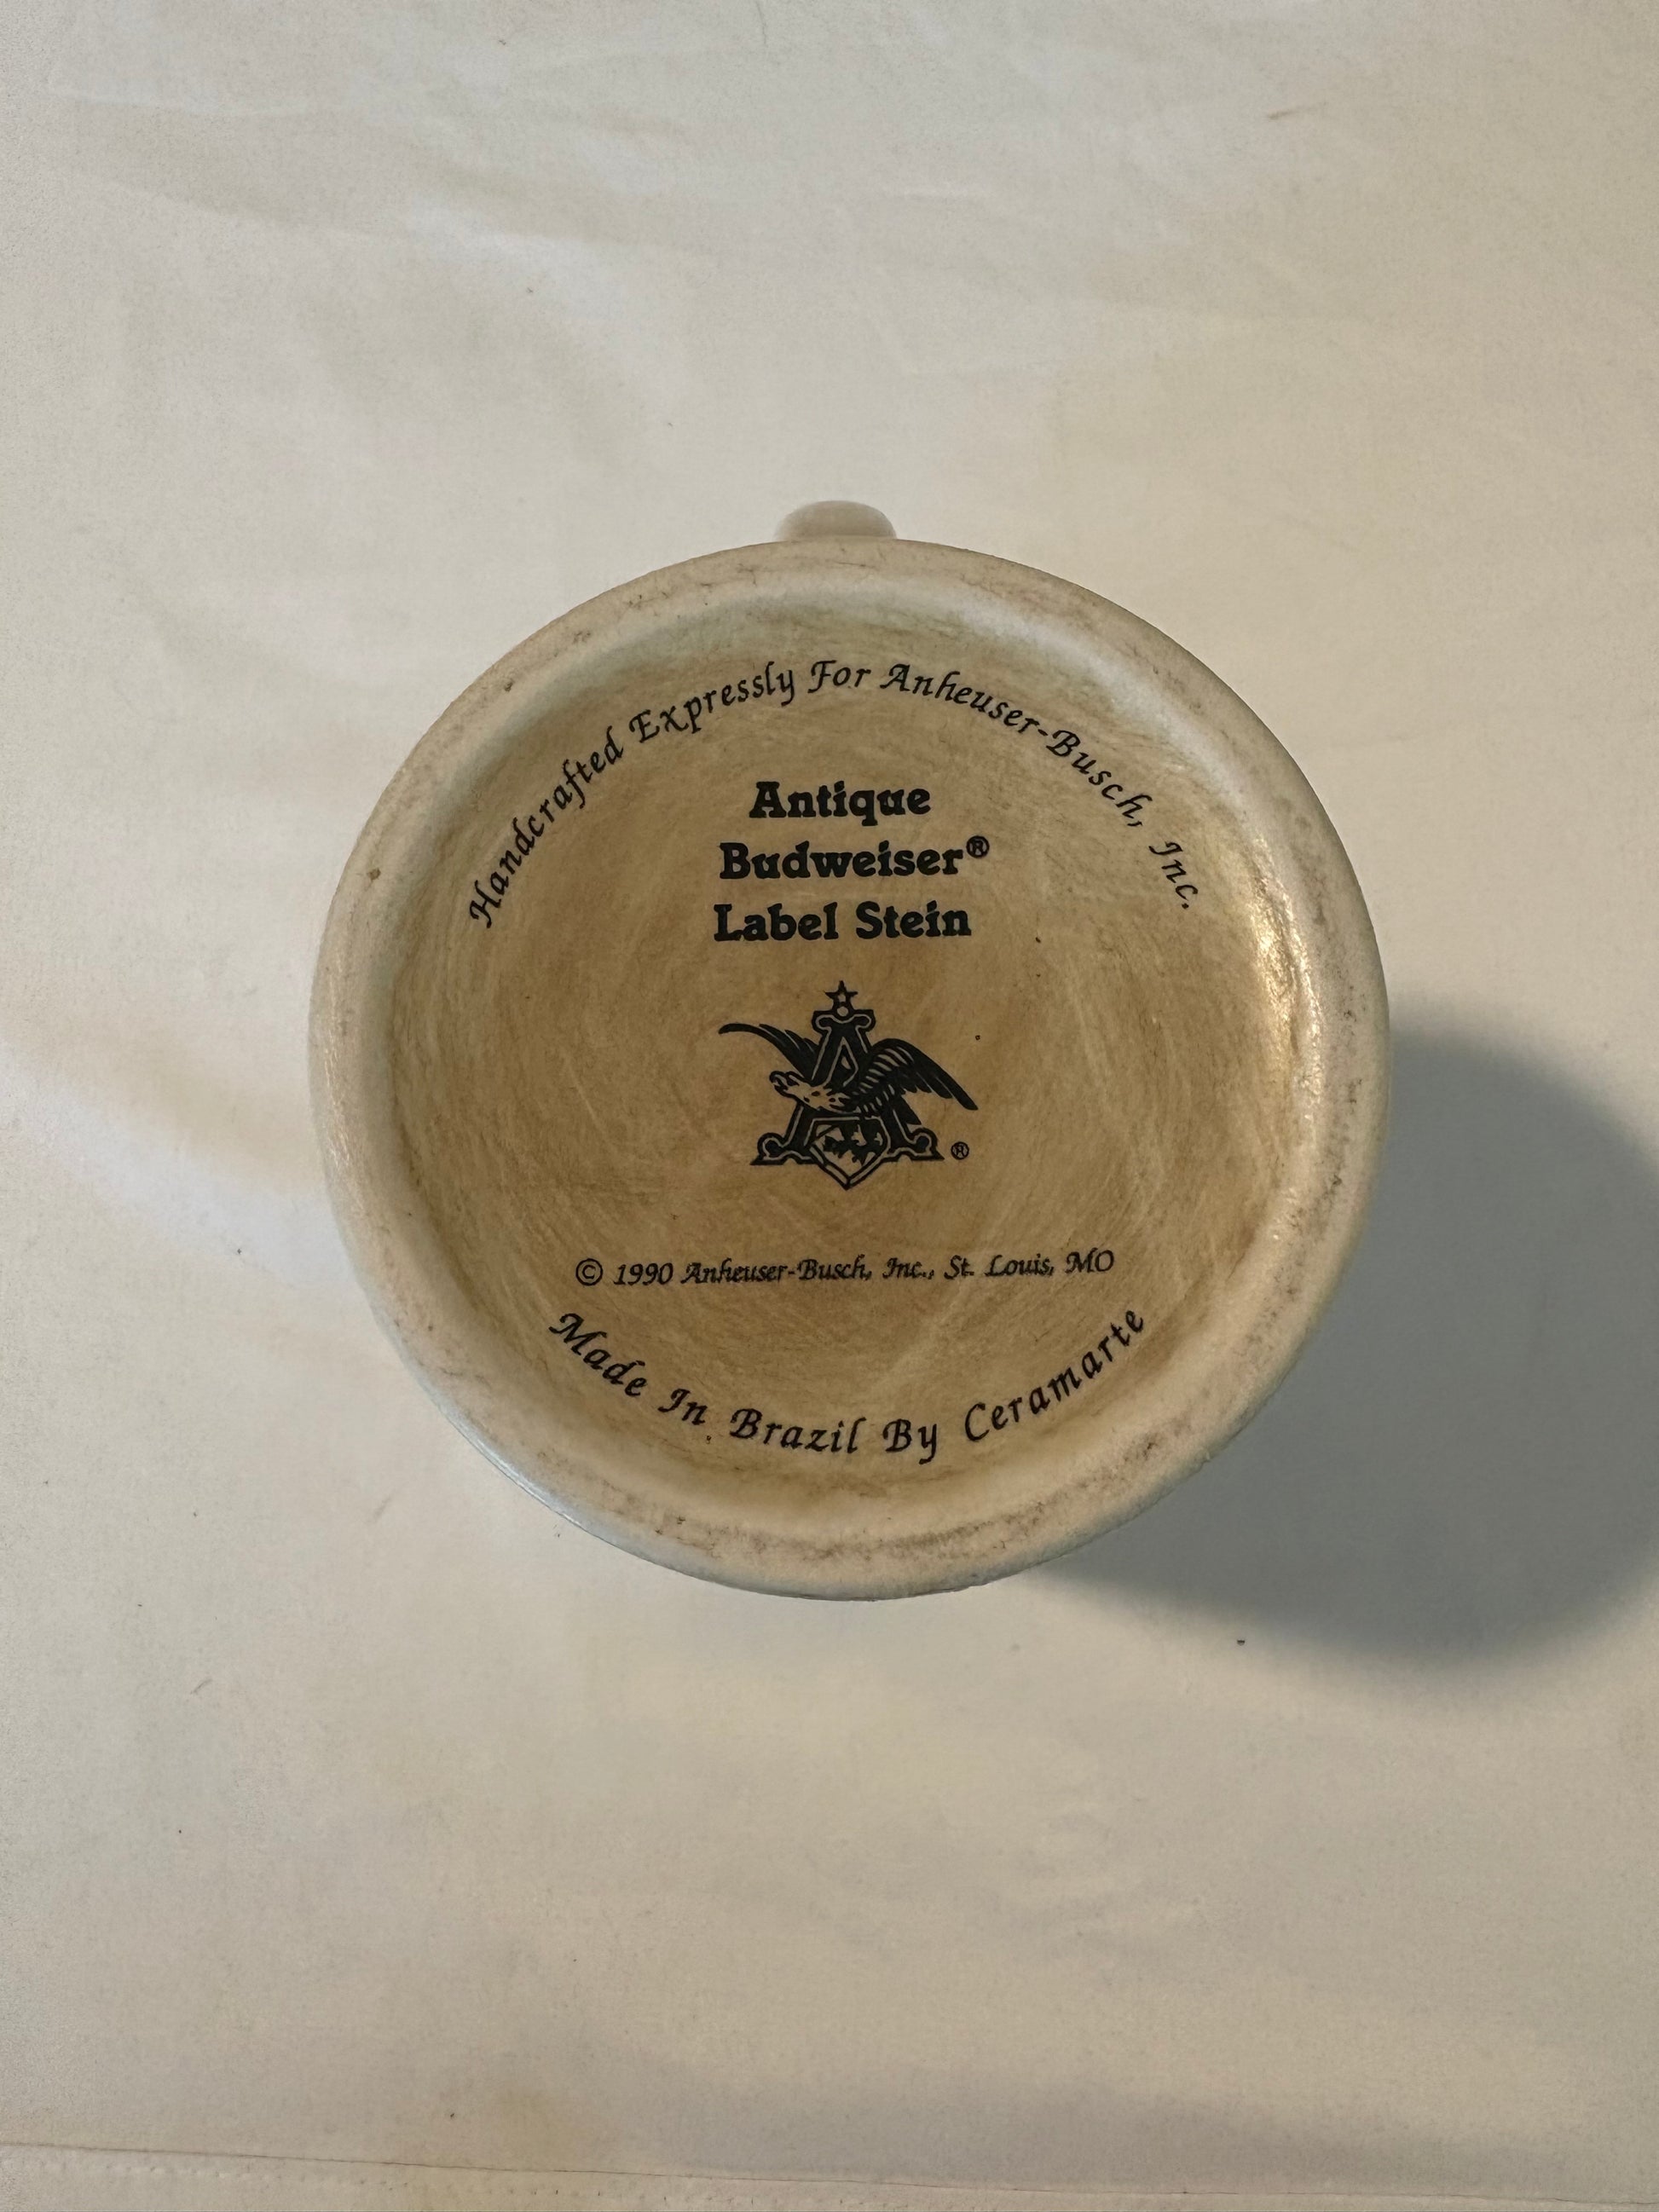 Handcrafted Expressly For Anheuser-Busch, Inc.
Antique
Budweiser®
Label Stein
A
®
© 1990 Anheuser-Busch, Inc., St. Louis, MO
Made In Brazil By Ceramarte